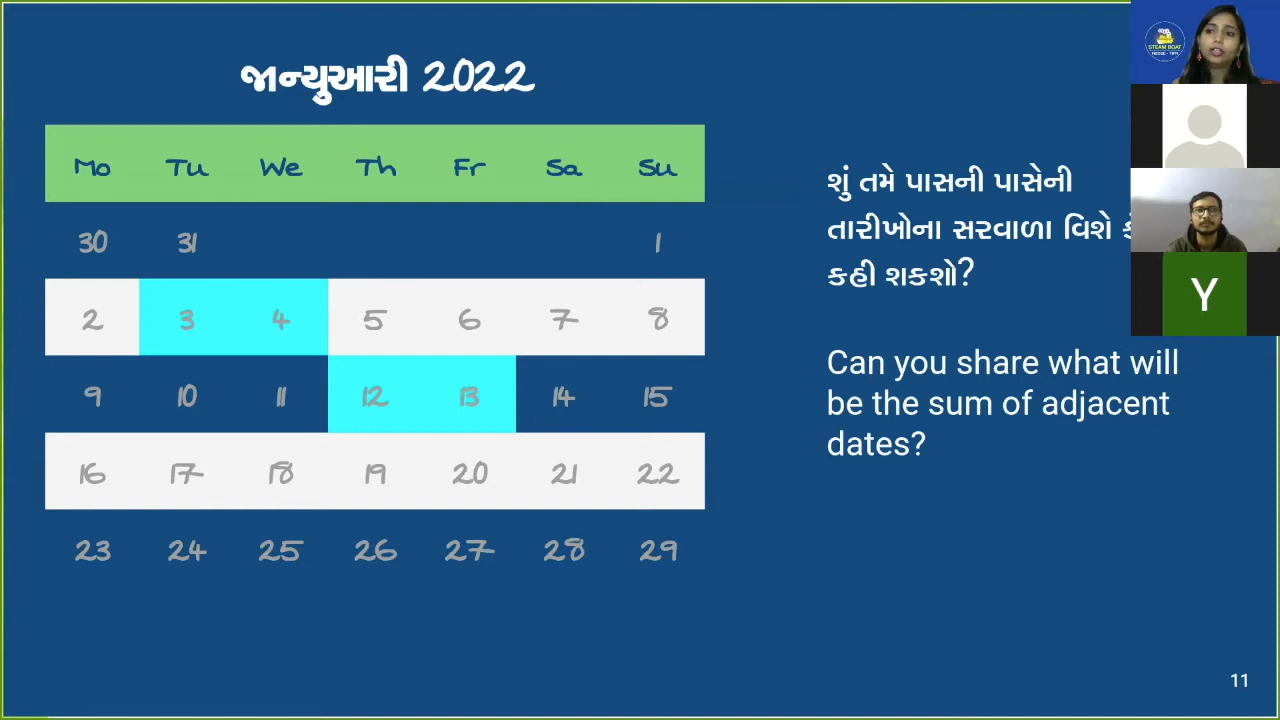 જાન્યુઆરી 2022
Mo Tu We Th Fr Sa Su
30 31 1
2 3 4 5 6 7 8
9 10 11 12 13 14 15
16 17 18 19 20 21 22
23 24 25 26 27 28 29
શું તમે પાસની પાસેની
તારીખોના સરવાળા વિશે
કહી શકશો?
Can you share what will
be the sum of adjacent
dates?
STEAM BOAT
Y
11